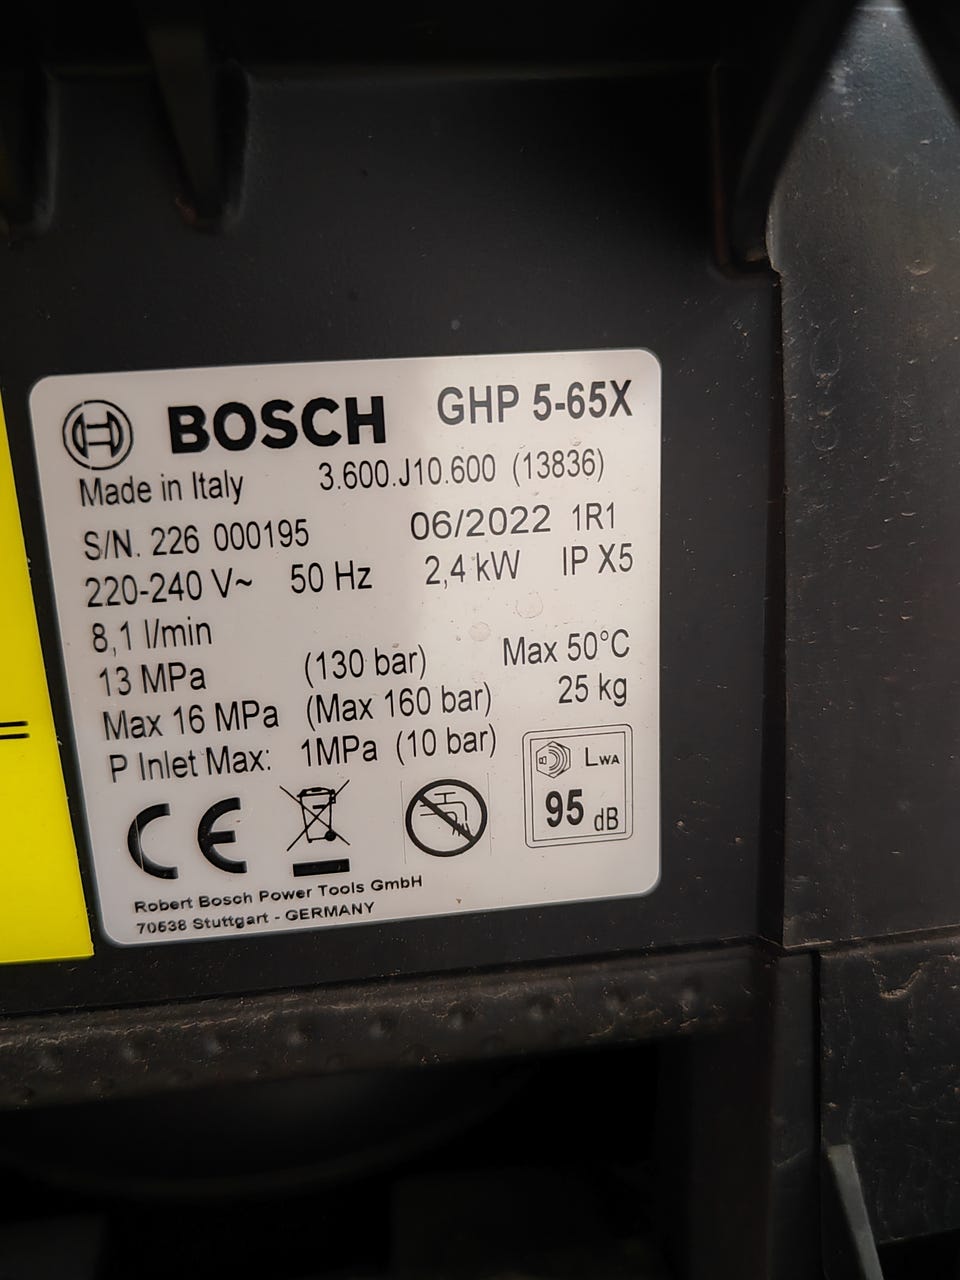 BOSCH GHP 5-65X
Made in Italy 3.600.J10.600 (13836)
S/N. 226 000195 06/2022 1R1
220-240 V~ 50 Hz 2,4 kW IP X5
8,1 l/min
13 MPa (130 bar) Max 50°C
Max 16 MPa (Max 160 bar) 25 kg
P Inlet Max: 1MPa (10 bar)
LWA
95 dB
CE
Robert Bosch Power Tools GmbH
70538 Stuttgart - GERMANY